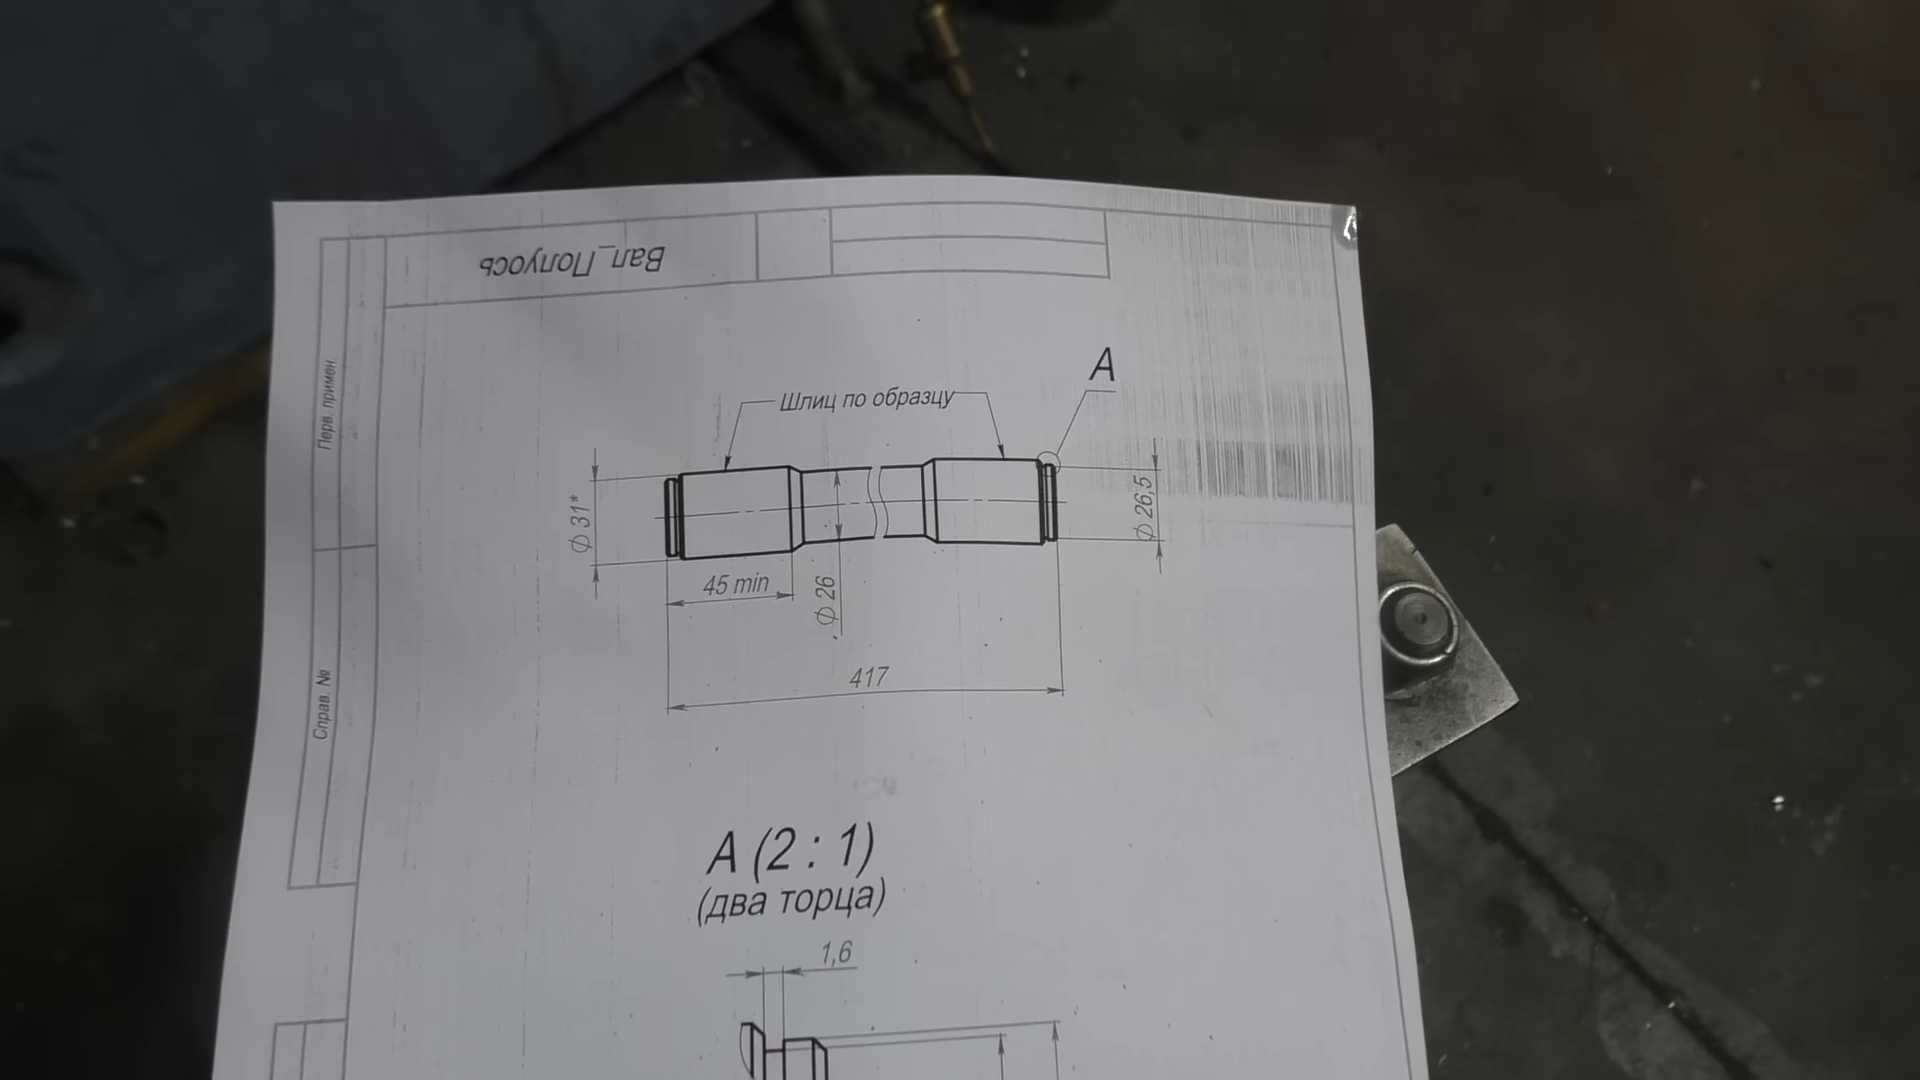 Вал_Полуось
Перв. примен.
Справ. №
A
Шлиц по образцу
⌀ 31*
⌀ 26,5
45 min
⌀ 26
417
A (2 : 1)
(два торца)
1,6